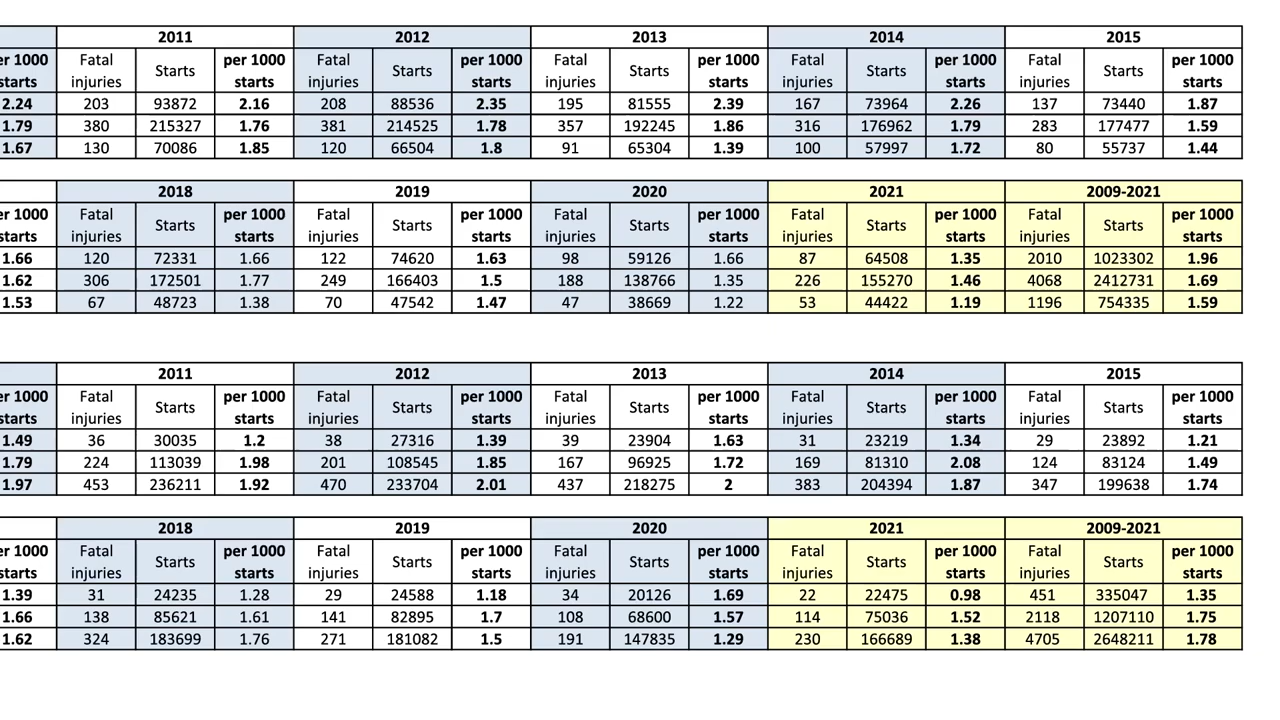 2011 2012 2013 2014 2015
er 1000 starts Fatal injuries Starts per 1000 starts Fatal injuries Starts per 1000 starts Fatal injuries Starts per 1000 starts Fatal injuries Starts per 1000 starts Fatal injuries Starts per 1000 starts
2.24 203 93872 2.16 208 88536 2.35 195 81555 2.39 167 73964 2.26 137 73440 1.87
1.79 380 215327 1.76 381 214525 1.78 357 192245 1.86 316 176962 1.79 283 177477 1.59
1.67 130 70086 1.85 120 66504 1.8 91 65304 1.39 100 57997 1.72 80 55737 1.44
2018 2019 2020 2021 2009-2021
er 1000 starts Fatal injuries Starts per 1000 starts Fatal injuries Starts per 1000 starts Fatal injuries Starts per 1000 starts Fatal injuries Starts per 1000 starts Fatal injuries Starts per 1000 starts
1.66 120 72331 1.66 122 74620 1.63 98 59126 1.66 87 64508 1.35 2010 1023302 1.96
1.62 306 172501 1.77 249 166403 1.5 188 138766 1.35 226 155270 1.46 4068 2412731 1.69
1.53 67 48723 1.38 70 47542 1.47 47 38669 1.22 53 44422 1.19 1196 754335 1.59
2011 2012 2013 2014 2015
er 1000 starts Fatal injuries Starts per 1000 starts Fatal injuries Starts per 1000 starts Fatal injuries Starts per 1000 starts Fatal injuries Starts per 1000 starts Fatal injuries Starts per 1000 starts
1.49 36 30035 1.2 38 27316 1.39 39 23904 1.63 31 23219 1.34 29 23892 1.21
1.79 224 113039 1.98 201 108545 1.85 167 96925 1.72 169 81310 2.08 124 83124 1.49
1.97 453 236211 1.92 470 233704 2.01 437 218275 2 383 204394 1.87 347 199638 1.74
2018 2019 2020 2021 2009-2021
er 1000 starts Fatal injuries Starts per 1000 starts Fatal injuries Starts per 1000 starts Fatal injuries Starts per 1000 starts Fatal injuries Starts per 1000 starts Fatal injuries Starts per 1000 starts
1.39 31 24235 1.28 29 24588 1.18 34 20126 1.69 22 22475 0.98 451 335047 1.35
1.66 138 85621 1.61 141 82895 1.7 108 68600 1.57 114 75036 1.52 2118 1207110 1.75
1.62 324 183699 1.76 271 181082 1.5 191 147835 1.29 230 166689 1.38 4705 2648211 1.78